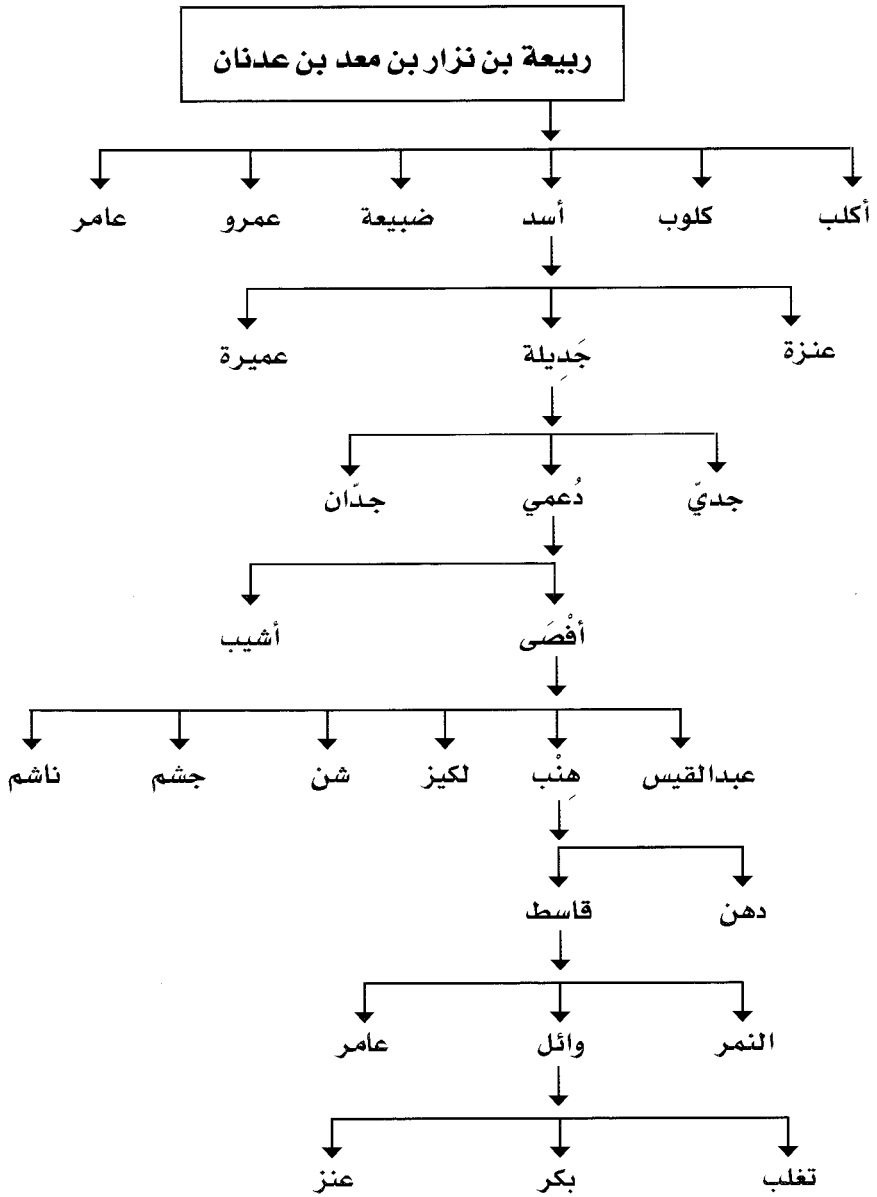 ربيعة بن نزار بن معد بن عدنان
أكلب كلوب أسد ضبيعة عمرو عامر
عنزة جَدِيلة عميرة
جديّ دُعمي جدّان
أفْصَى أشيب
عبدالقيس هِنْب لكيز شن جشم ناشم
دهن قاسط
النمر وائل عامر
تغلب بكر عنز